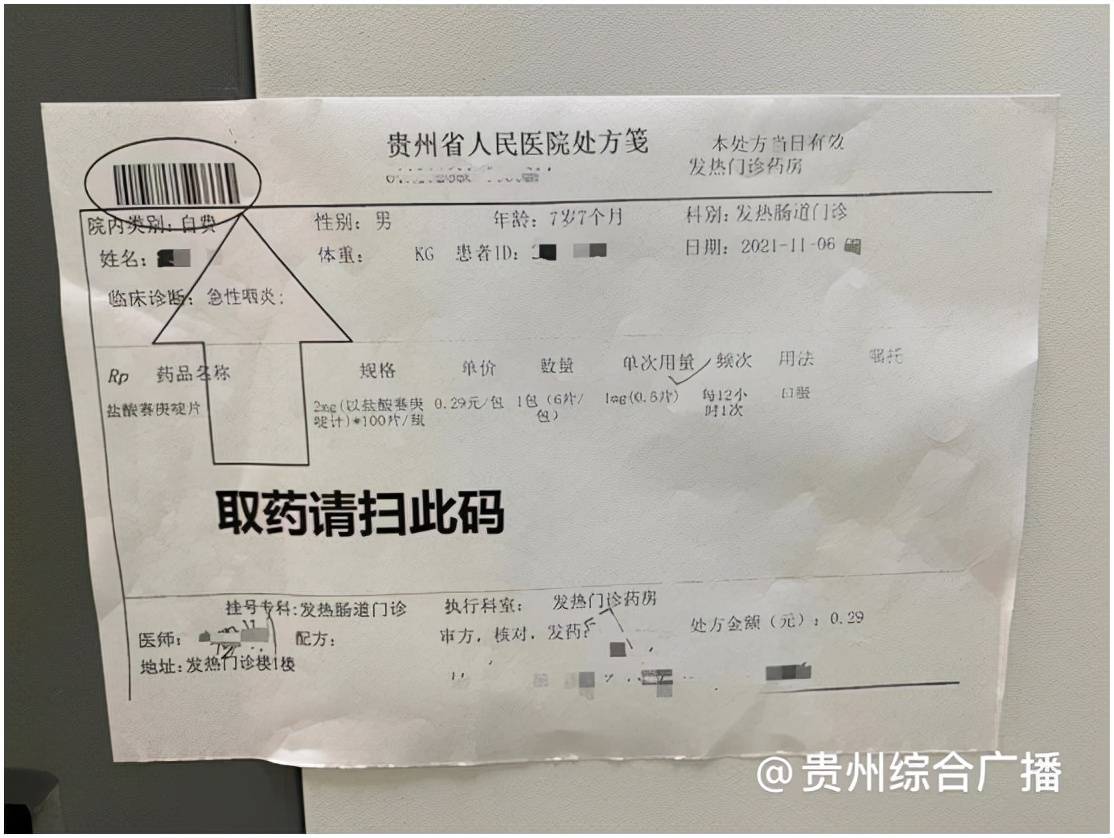 贵州省人民医院处方笺
本处方当日有效
发热门诊药房
院内类别：自费 性别：男 年龄：7岁7个月 科别：发热肠道门诊
姓名： 体重： KG 患者ID： 日期：2021-11-06
临床诊断：急性咽炎；
Rp 药品名称 规格 单价 数量 单次用量 频次 用法 嘱托
盐酸赛庚啶片 2mg(以盐酸赛庚 0.29元/包 1包（6片/ 1mg(0.5片) 每12小 口服
啶计)*100片/瓶 包） 时1次
取药请扫此码
挂号专科：发热肠道门诊 执行科室： 发热门诊药房
医师： 配方： 审方，核对，发药： 处方金额（元）：0.29
地址：发热门诊楼1楼
@贵州综合广播